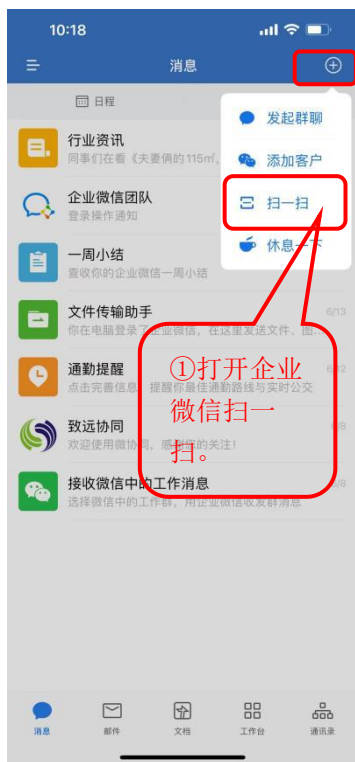 10:18
消息
日程
发起群聊
添加客户
扫一扫
休息一下
行业资讯
同事们在看《夫妻俩的115㎡,
企业微信团队
登录操作通知
一周小结
查收你的企业微信一周小结
文件传输助手
6/13
你在电脑登录了企业微信，在这里发送文件、图...
通勤提醒
点击完善信息，提醒你最佳通勤路线与实时公交
致远协同
欢迎使用微协同，感谢您的关注！
接收微信中的工作消息
选择微信中的工作群，用企业微信收发群消息
①打开企业
微信扫一
扫。
消息
邮件
文档
工作台
通讯录